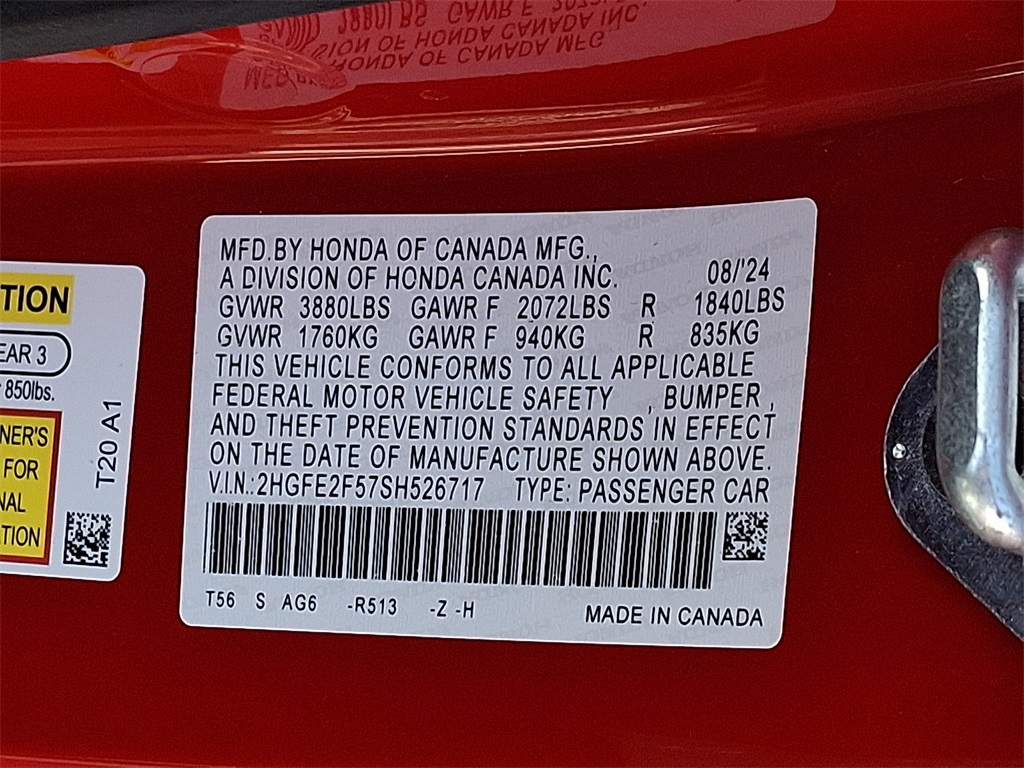 MFD.BY HONDA OF CANADA MFG.,
A DIVISION OF HONDA CANADA INC. 08/'24
GVWR 3880LBS GAWR F 2072LBS R 1840LBS
GVWR 1760KG GAWR F 940KG R 835KG
THIS VEHICLE CONFORMS TO ALL APPLICABLE
FEDERAL MOTOR VEHICLE SAFETY , BUMPER ,
AND THEFT PREVENTION STANDARDS IN EFFECT
ON THE DATE OF MANUFACTURE SHOWN ABOVE.
V.I.N.:2HGFE2F57SH526717 TYPE: PASSENGER CAR
T56 S AG6 -R513 -Z -H MADE IN CANADA
TION
EAR 3
850lbs.
NER'S
FOR
NAL
TION
T20 A1